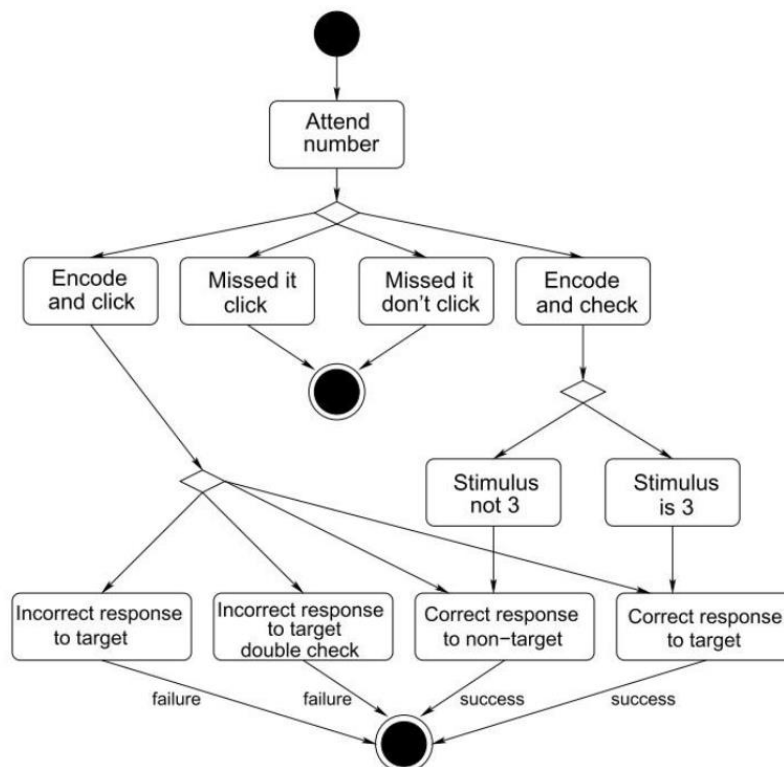 Attend
number
Encode
and click
Missed it
click
Missed it
don't click
Encode
and check
Stimulus
not 3
Stimulus
is 3
Incorrect response
to target
Incorrect response
to target
double check
Correct response
to non−target
Correct response
to target
failure
failure
success
success